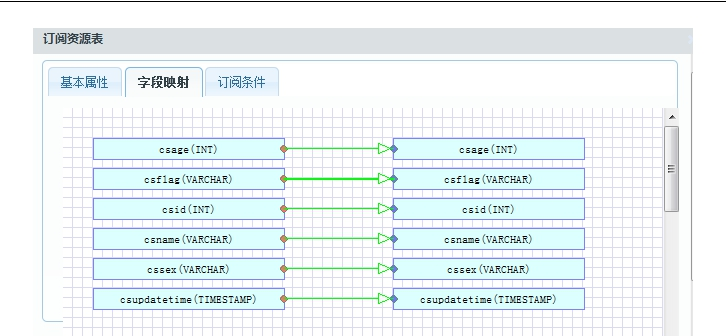 订阅资源表
基本属性 字段映射 订阅条件
csage(INT) csage(INT)
csflag(VARCHAR) csflag(VARCHAR)
csid(INT) csid(INT)
csname(VARCHAR) csname(VARCHAR)
cssex(VARCHAR) cssex(VARCHAR)
csupdatetime(TIMESTAMP) csupdatetime(TIMESTAMP)